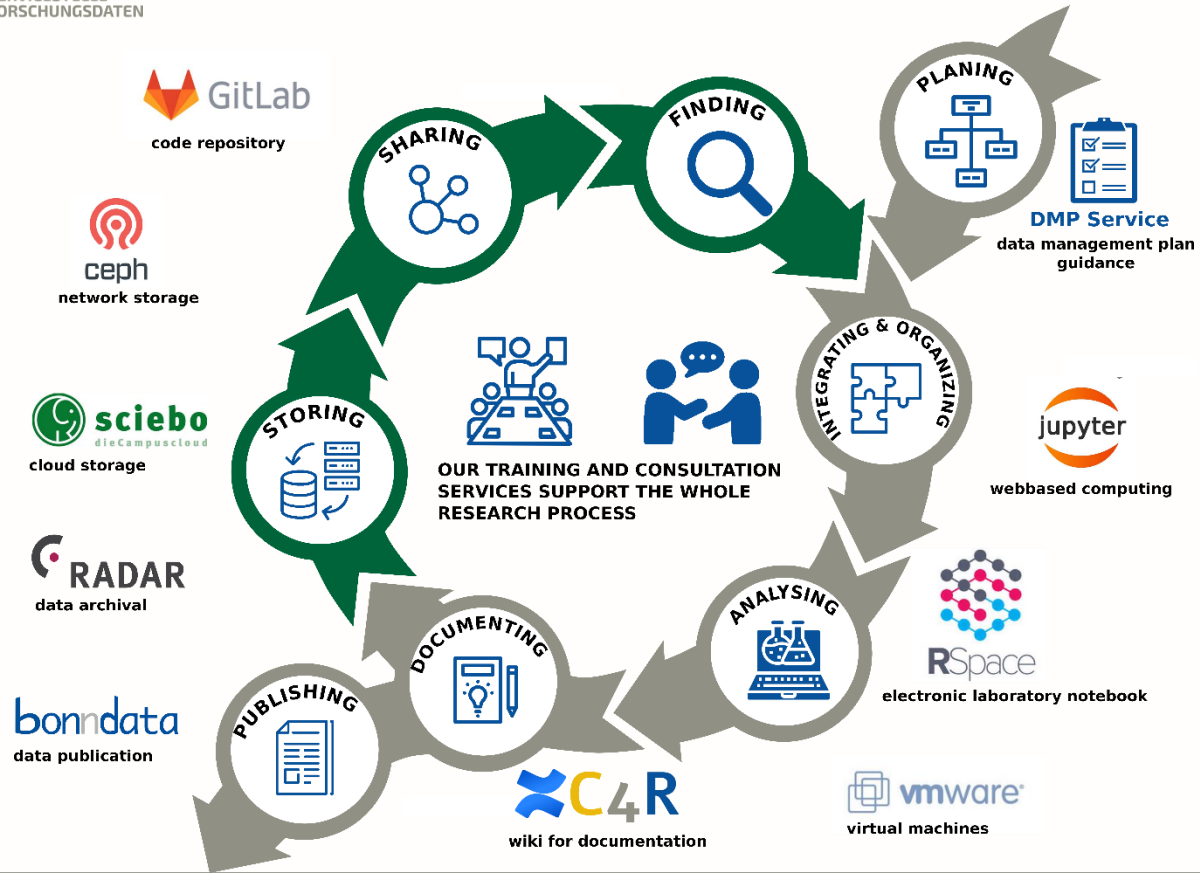 ORSCHUNGSDATEN
GitLab
code repository
SHARING
FINDING
PLANING
DMP Service
data management plan
guidance
ceph
network storage
INTEGRATING & ORGANIZING
sciebo
dieCampuscloud
cloud storage
STORING
OUR TRAINING AND CONSULTATION
SERVICES SUPPORT THE WHOLE
RESEARCH PROCESS
jupyter
webbased computing
RADAR
data archival
DOCUMENTING
ANALYSING
RSpace
electronic laboratory notebook
PUBLISHING
bonndata
data publication
C4R
wiki for documentation
vmware
virtual machines